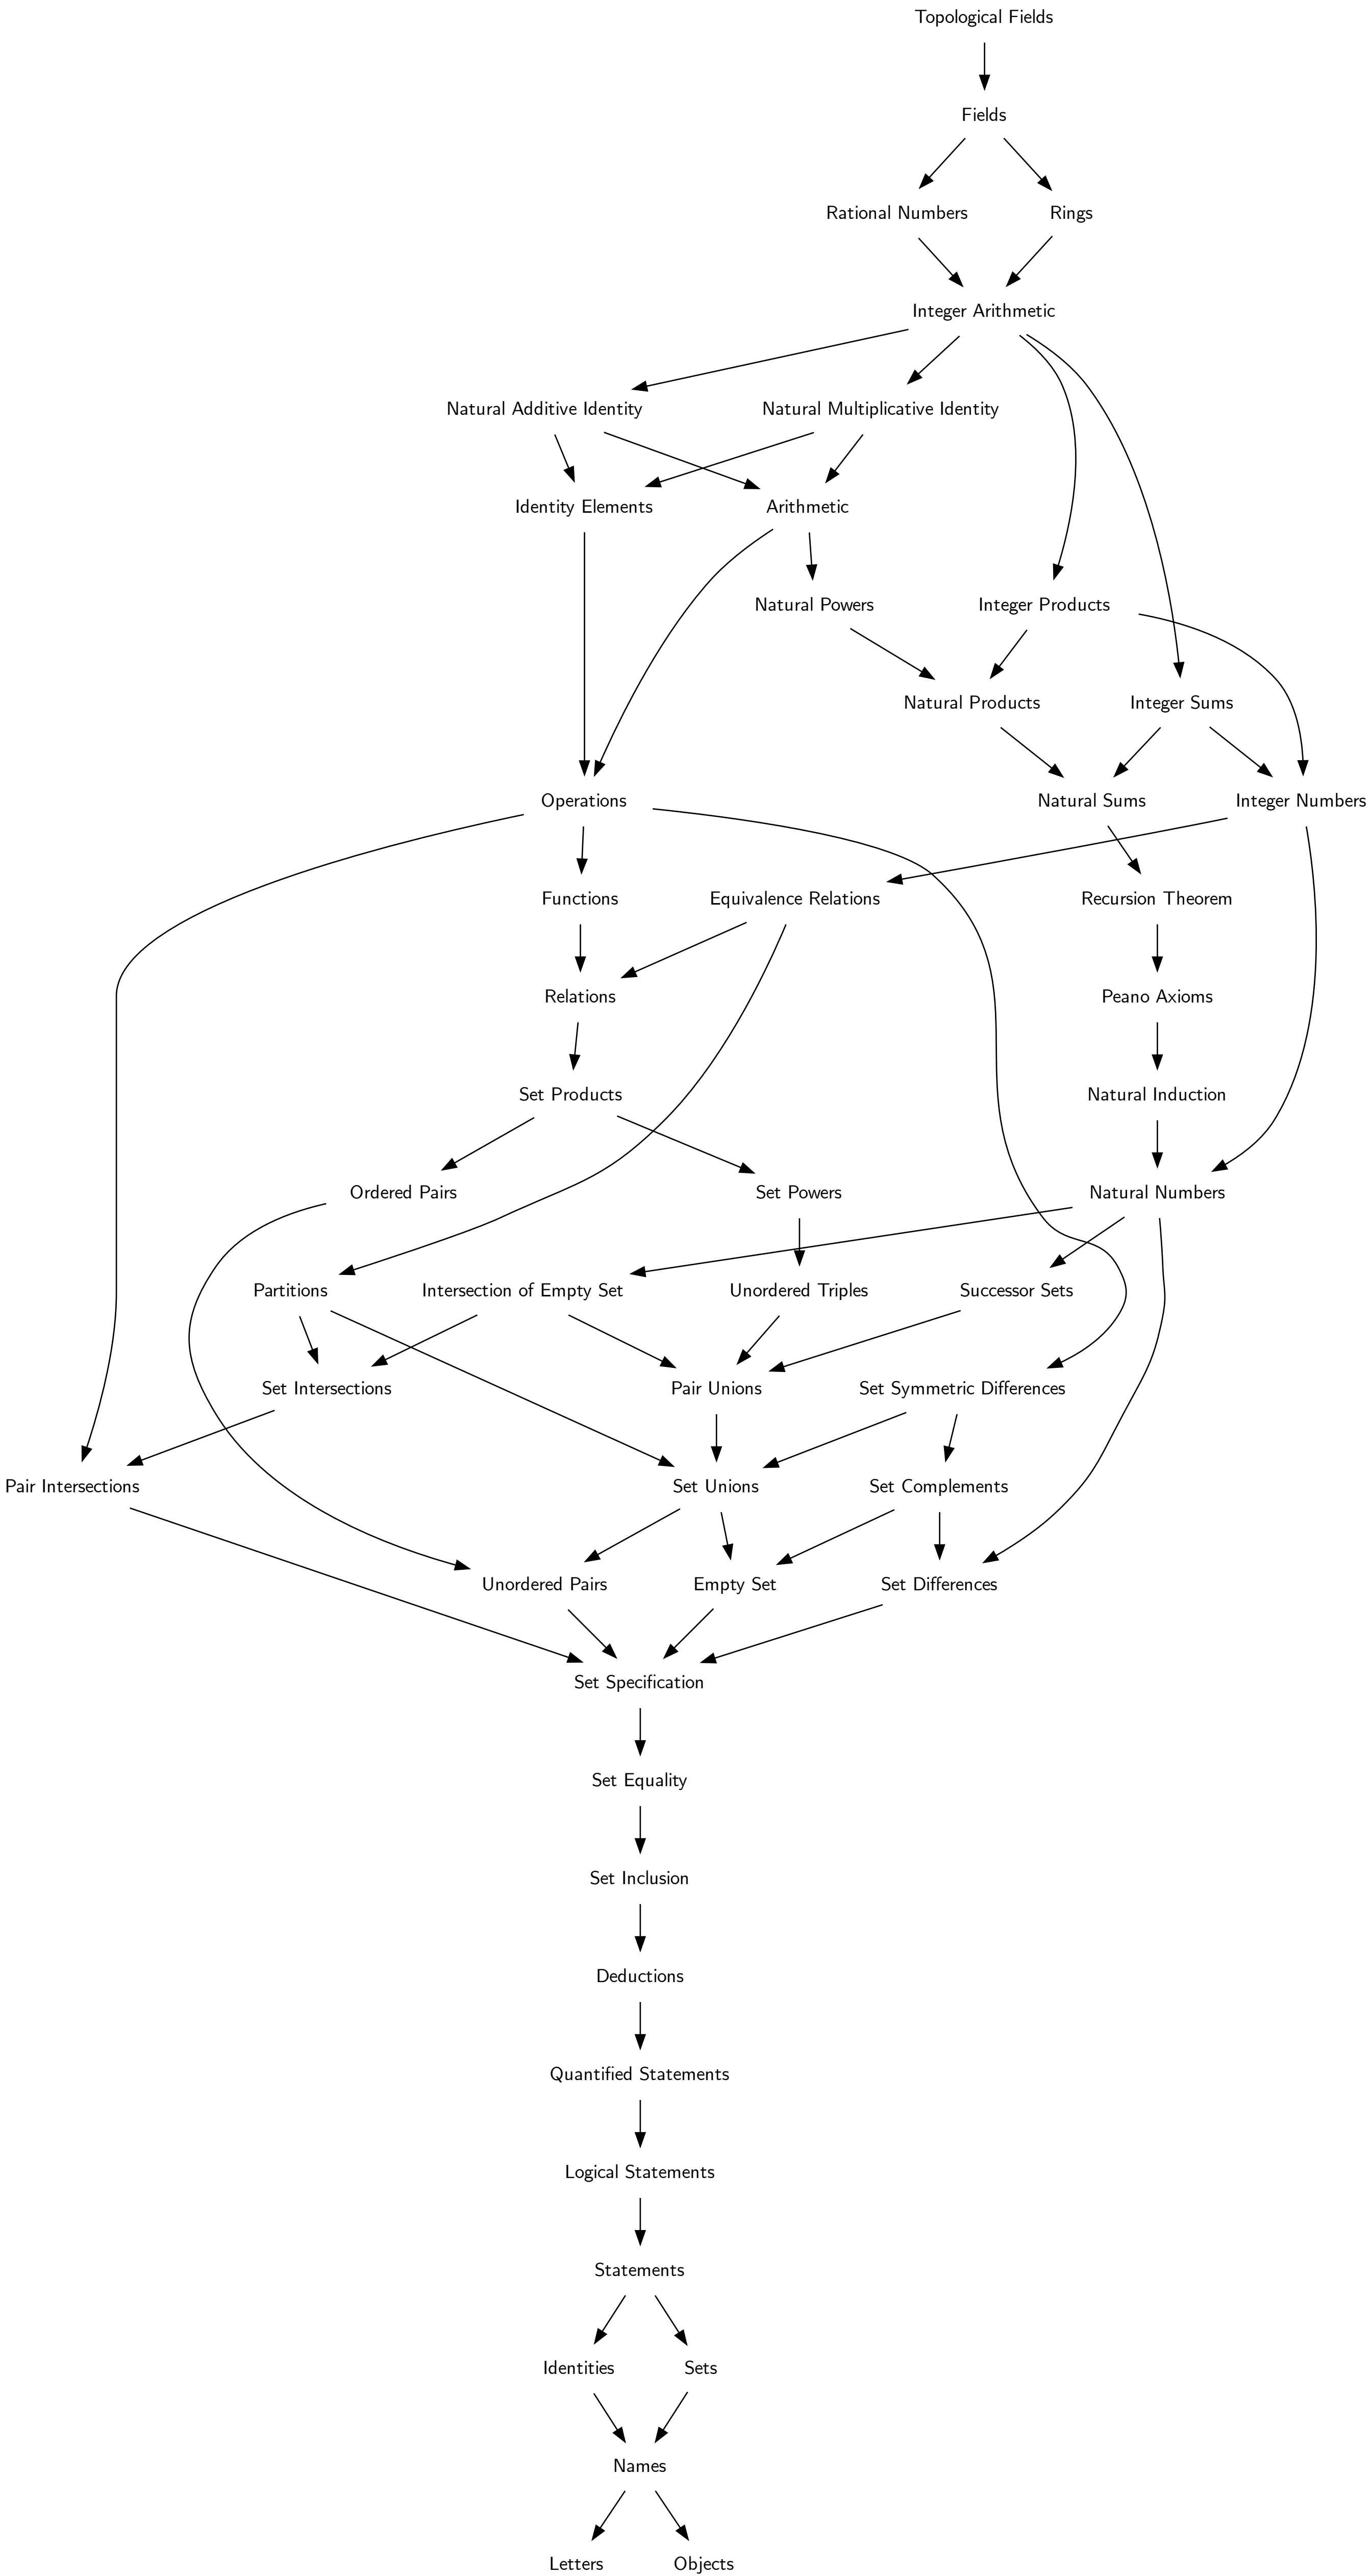 Topological Fields
Fields
Rational Numbers
Rings
Integer Arithmetic
Natural Additive Identity
Natural Multiplicative Identity
Identity Elements
Arithmetic
Natural Powers
Integer Products
Natural Products
Integer Sums
Operations
Natural Sums
Integer Numbers
Functions
Equivalence Relations
Recursion Theorem
Relations
Peano Axioms
Set Products
Natural Induction
Ordered Pairs
Set Powers
Natural Numbers
Partitions
Intersection of Empty Set
Unordered Triples
Successor Sets
Set Intersections
Pair Unions
Set Symmetric Differences
Pair Intersections
Set Unions
Set Complements
Unordered Pairs
Empty Set
Set Differences
Set Specification
Set Equality
Set Inclusion
Deductions
Quantified Statements
Logical Statements
Statements
Identities
Sets
Names
Letters
Objects